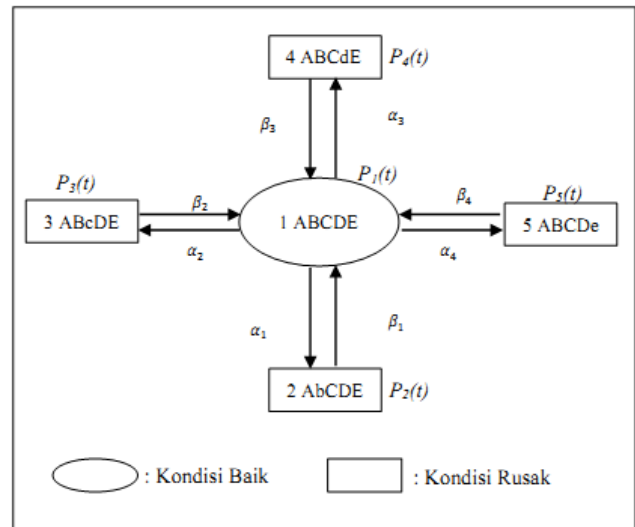 4 ABCdE P₄(t)
β₃ α₃
P₃(t) P₁(t) P₅(t)
β₂ β₄
3 ABcDE 1 ABCDE 5 ABCDe
α₂ α₄
α₁ β₁
2 AbCDE P₂(t)
: Kondisi Baik : Kondisi Rusak